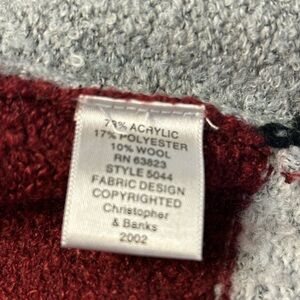 73% ACRYLIC
17% POLYESTER
10% WOOL
RN 63823
STYLE 5044
FABRIC DESIGN
COPYRIGHTED
Christopher
& Banks
2002